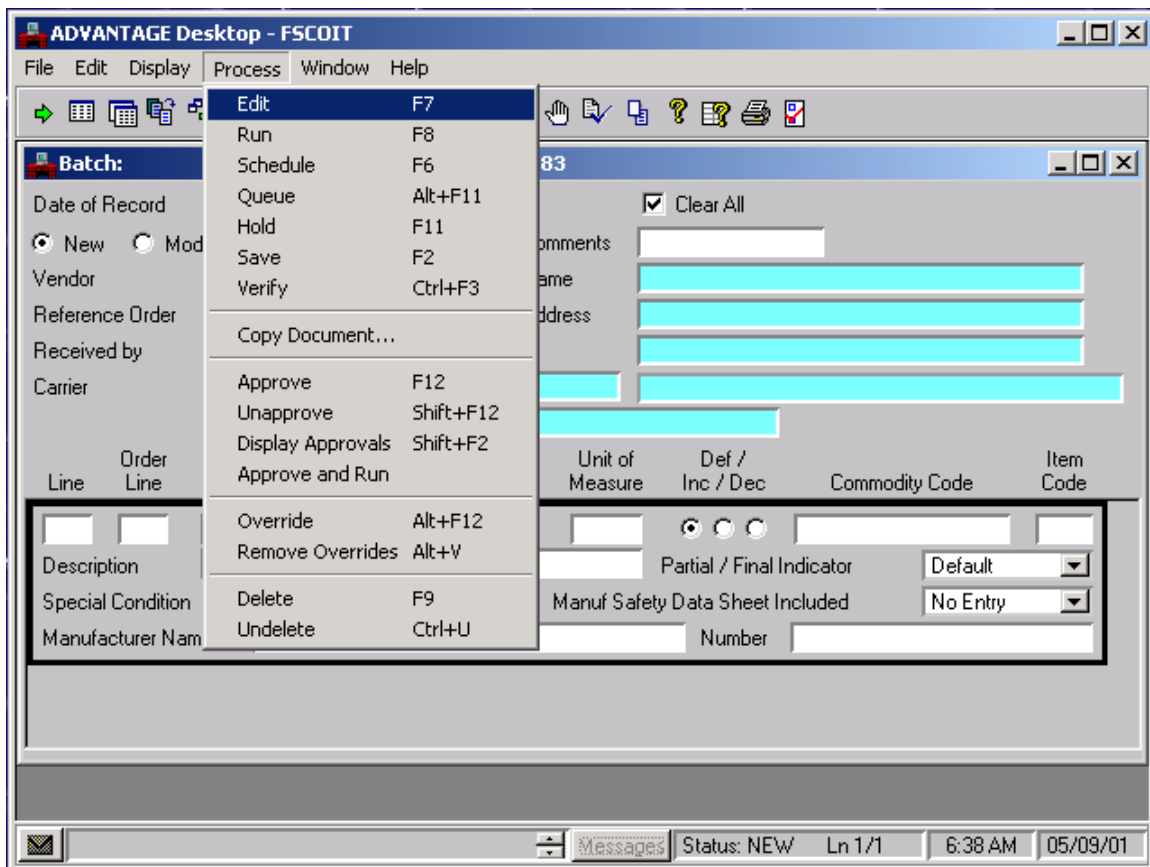 ADVANTAGE Desktop - FSCOIT
File Edit Display Process Window Help
Edit F7
Run F8
Schedule F6
Queue Alt+F11
Hold F11
Save F2
Verify Ctrl+F3
Copy Document...
Approve F12
Unapprove Shift+F12
Display Approvals Shift+F2
Approve and Run
Override Alt+F12
Remove Overrides Alt+V
Delete F9
Undelete Ctrl+U
Batch: 83
Date of Record Clear All
New Mod omments
Vendor ame
Reference Order ddress
Received by
Carrier
Line Order Line Unit of Measure Def / Inc / Dec Commodity Code Item Code
Description Partial / Final Indicator Default
Special Condition Manuf Safety Data Sheet Included No Entry
Manufacturer Nam Number
Messages Status: NEW Ln 1/1 6:38 AM 05/09/01